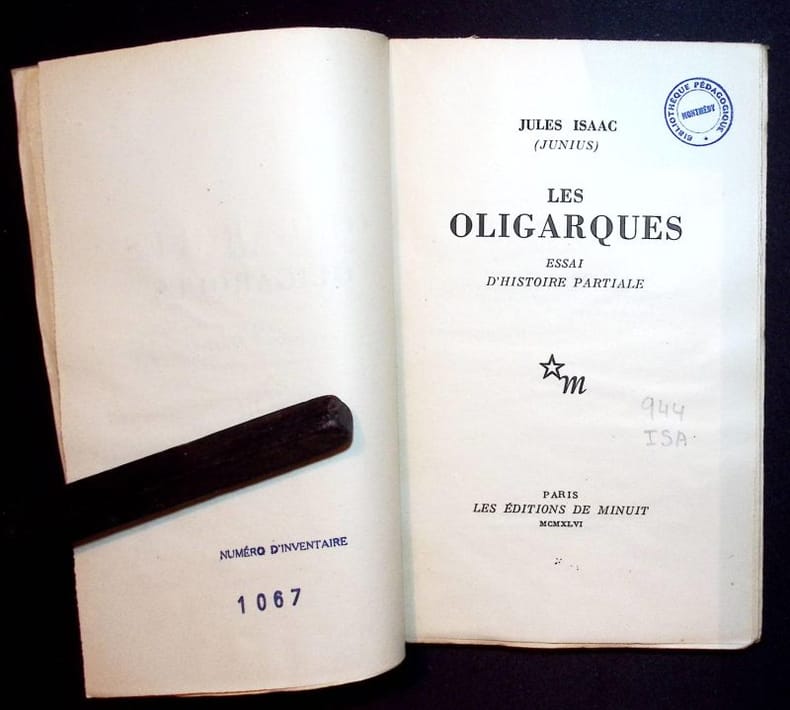 NUMÉRO D'INVENTAIRE
1067
BIBLIOTHÈQUE PÉDAGOGIQUE
MONTHÉRY
JULES ISAAC
(JUNIUS)
LES
OLIGARQUES
ESSAI
D'HISTOIRE PARTIALE
m
944
ISA
PARIS
LES ÉDITIONS DE MINUIT
MCMXLVI